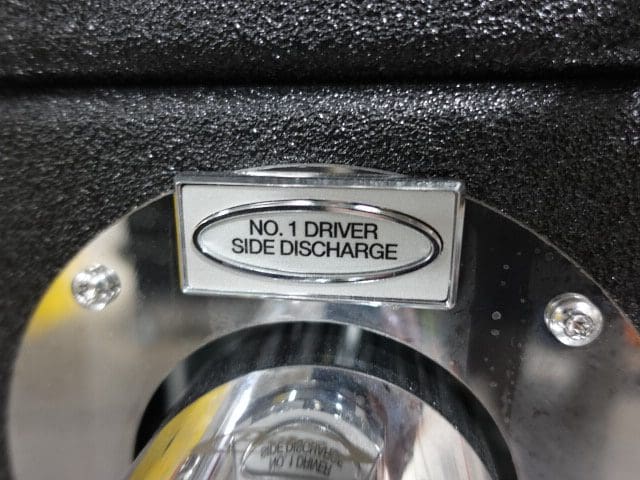 NO. 1 DRIVER
SIDE DISCHARGE